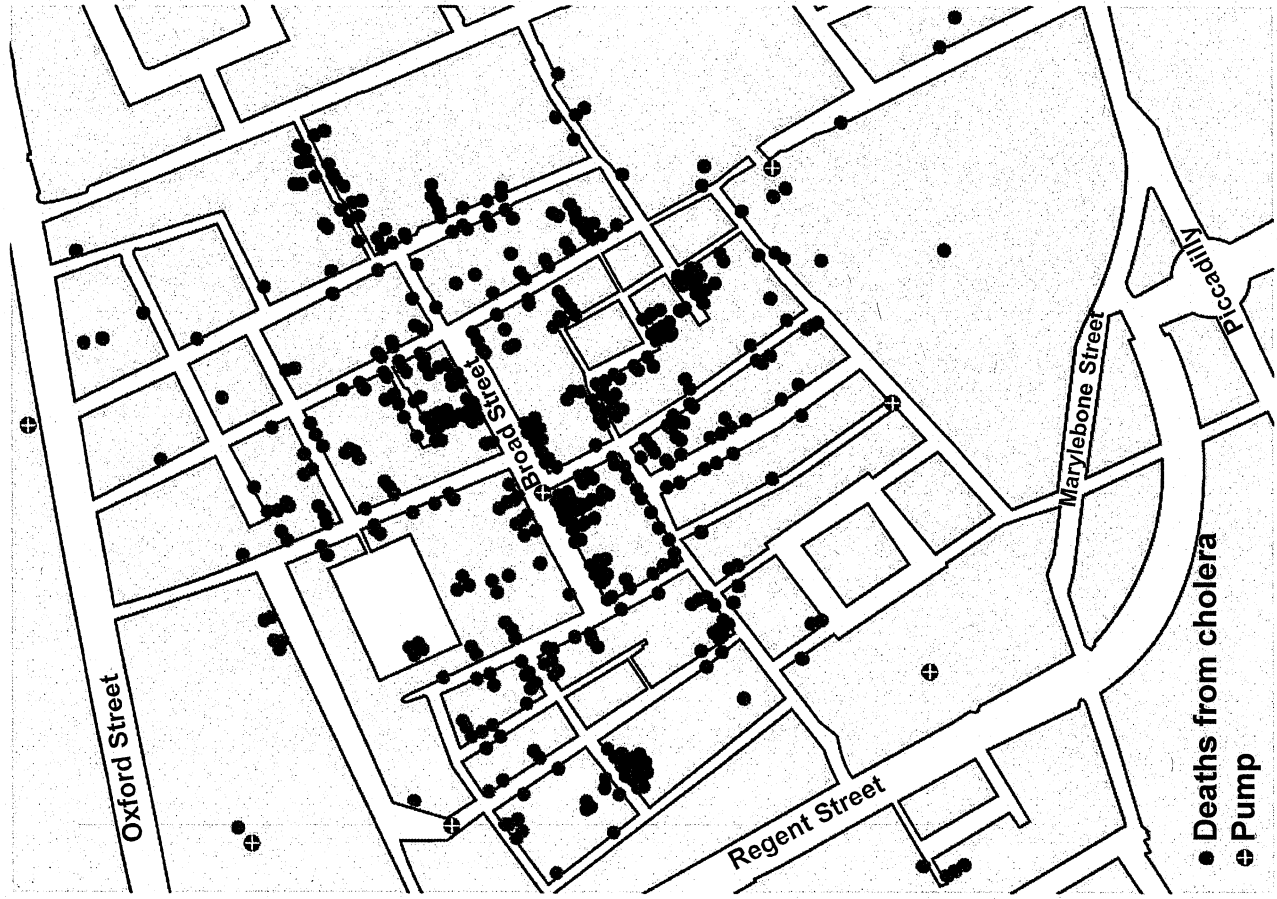 Oxford Street
Broad Street
Regent Street
Marylebone Street
Piccadilly
Deaths from cholera
Pump